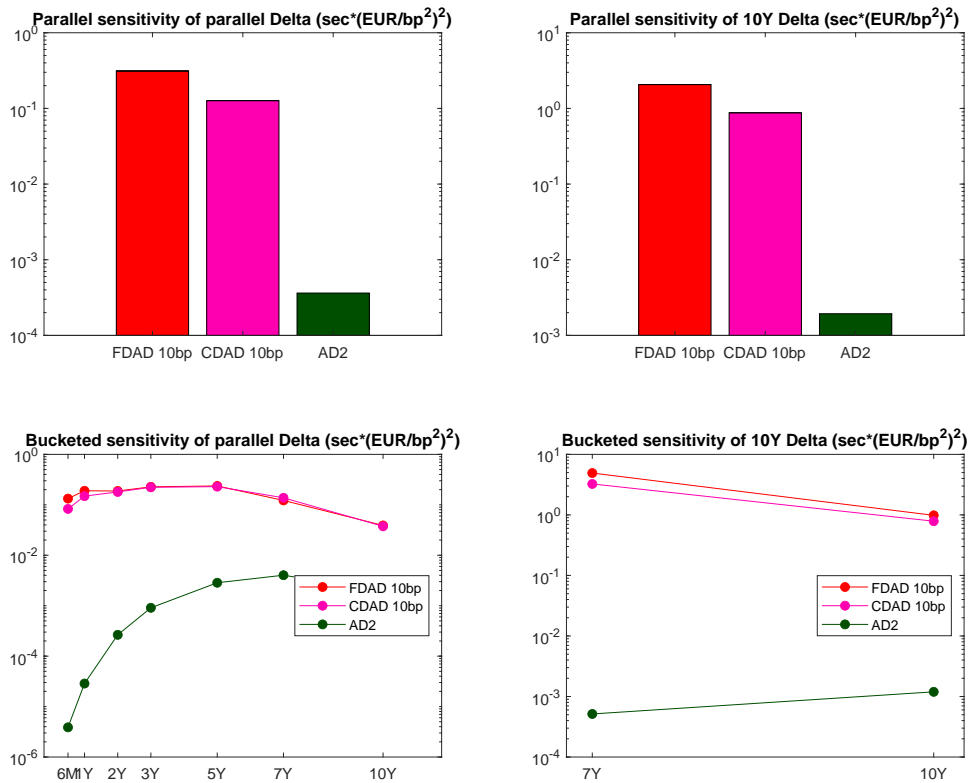 Parallel sensitivity of parallel Delta (sec*(EUR/bp²)²)
10⁰
10⁻¹
10⁻²
10⁻³
10⁻⁴
FDAD 10bp CDAD 10bp AD2
Parallel sensitivity of 10Y Delta (sec*(EUR/bp²)²)
10¹
10⁰
10⁻¹
10⁻²
10⁻³
FDAD 10bp CDAD 10bp AD2
Bucketed sensitivity of parallel Delta (sec*(EUR/bp²)²)
10⁰
10⁻²
10⁻⁴
10⁻⁶
FDAD 10bp
CDAD 10bp
AD2
6M 1Y 2Y 3Y 5Y 7Y 10Y
Bucketed sensitivity of 10Y Delta (sec*(EUR/bp²)²)
10¹
10⁰
10⁻¹
10⁻²
10⁻³
10⁻⁴
FDAD 10bp
CDAD 10bp
AD2
7Y 10Y